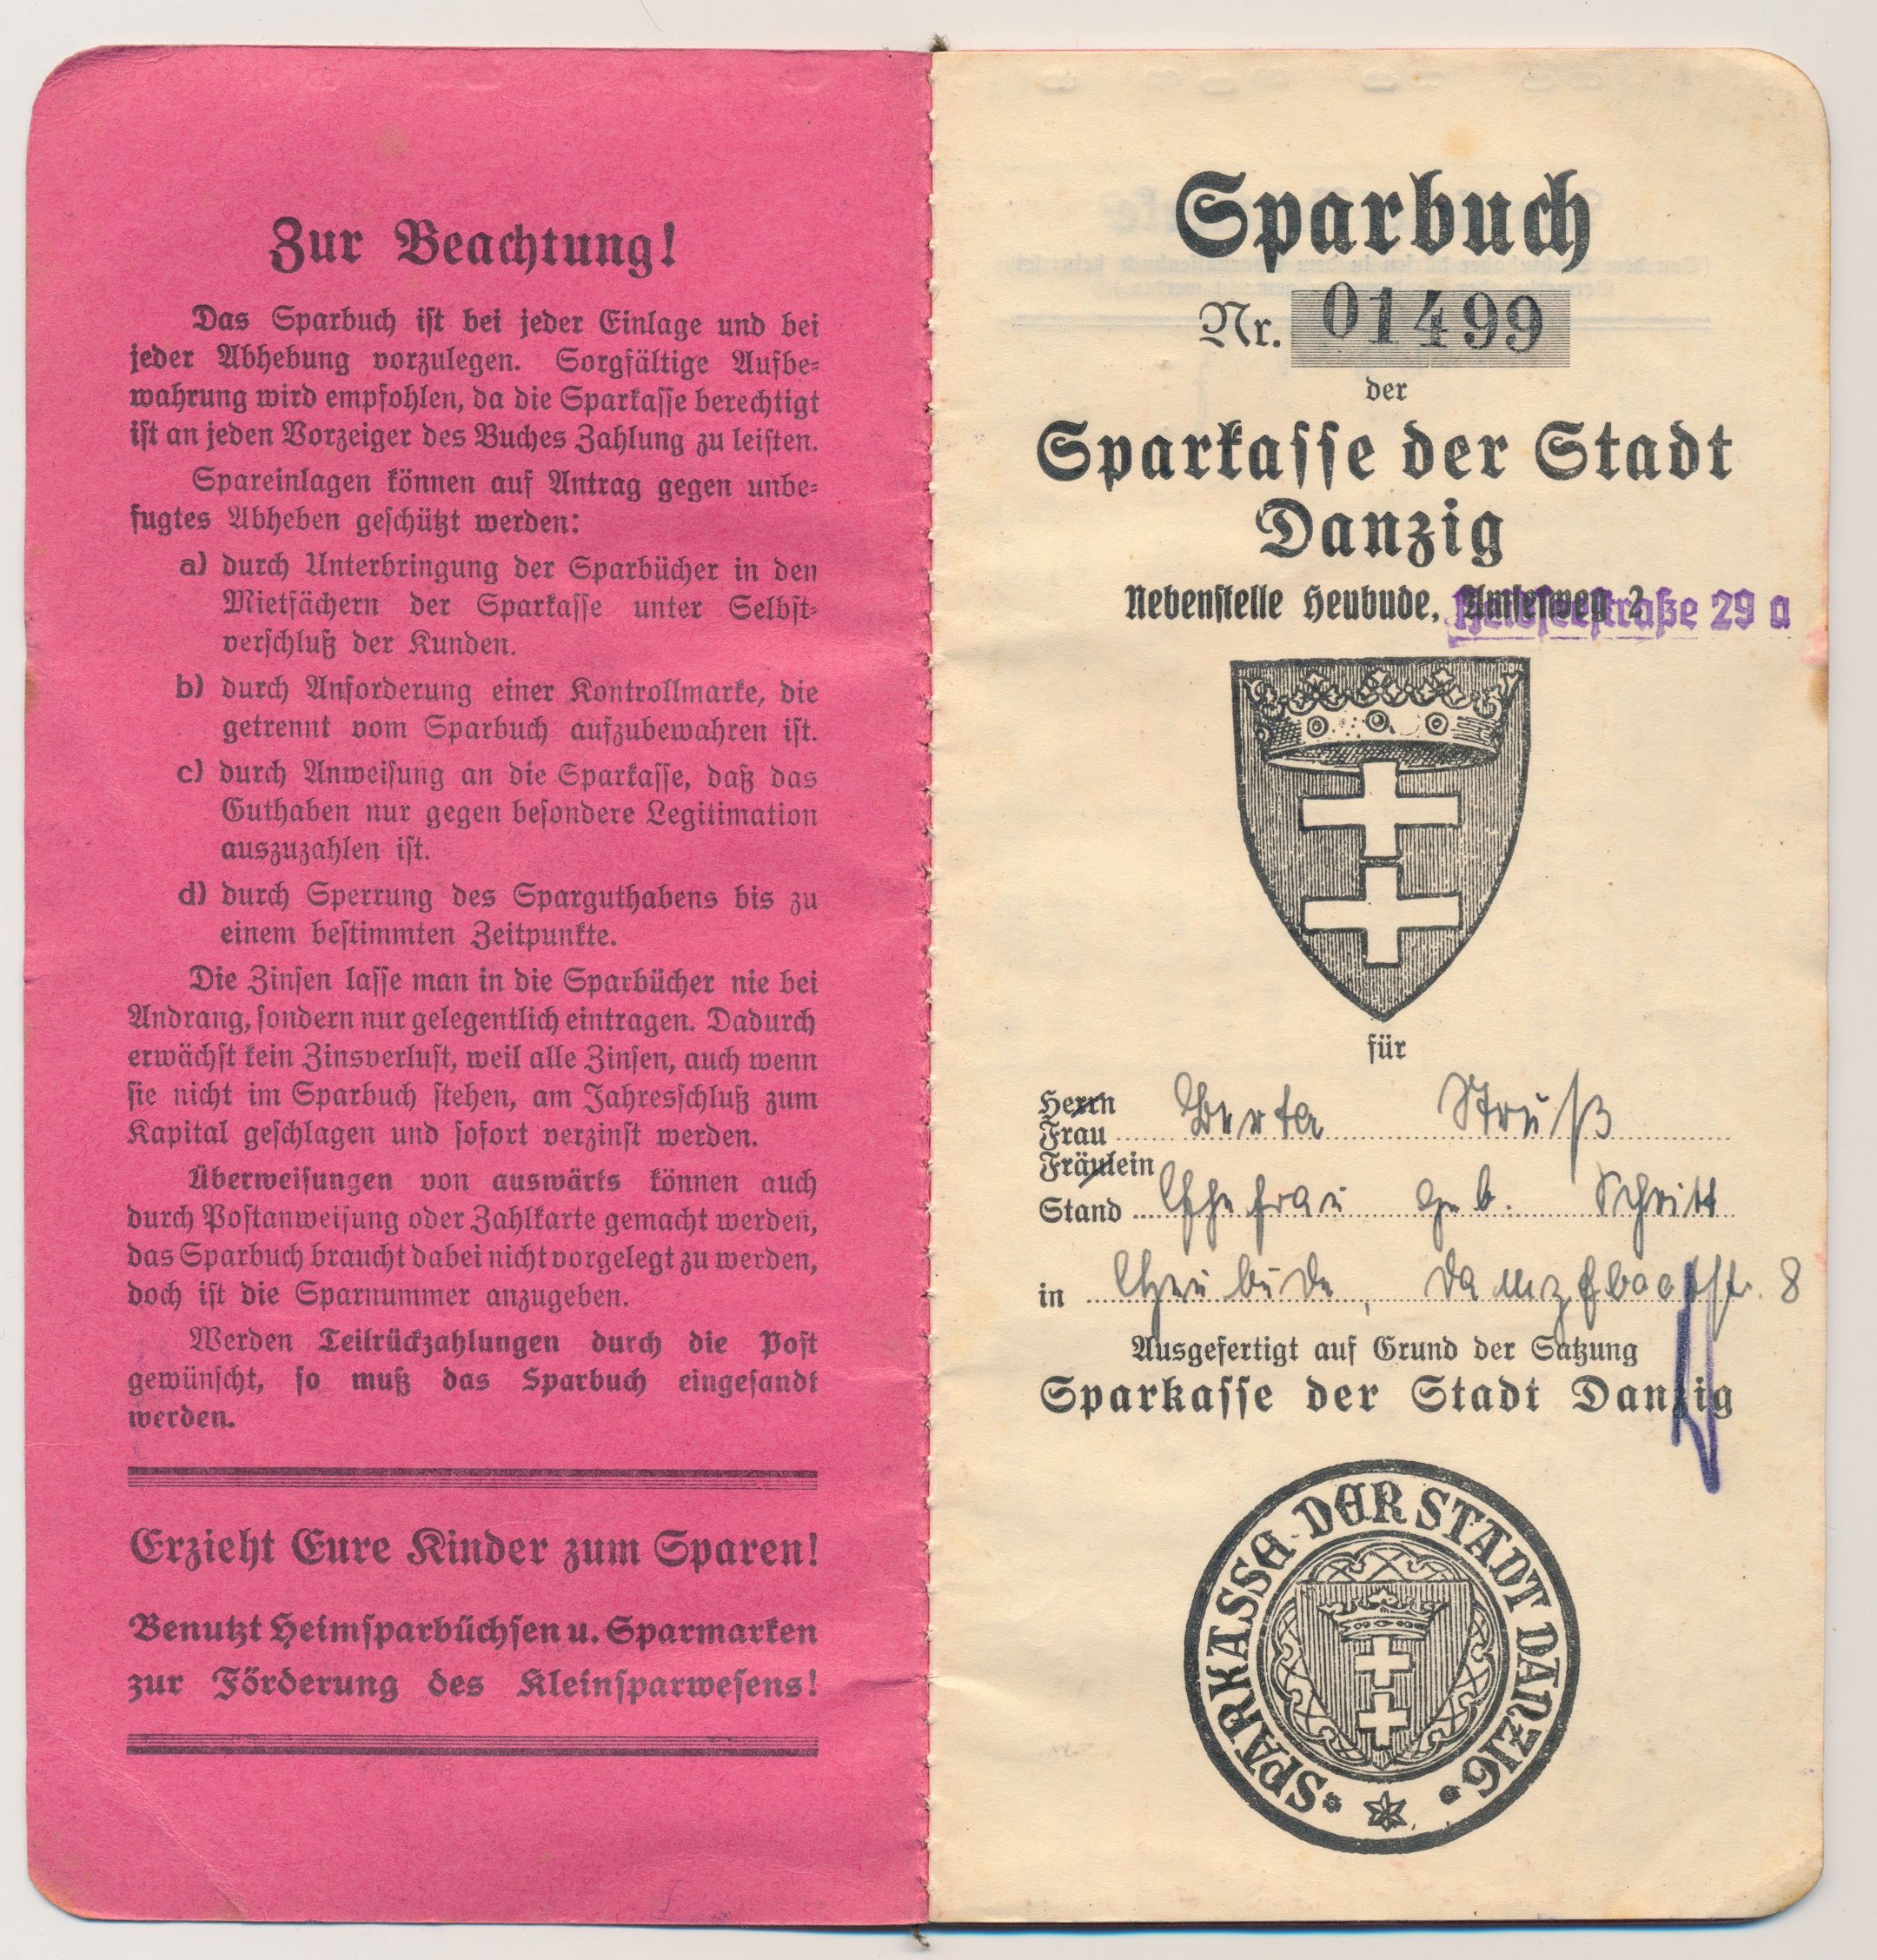 Zur Beachtung!
Das Sparbuch ist bei jeder Einlage und bei
jeder Abhebung vorzulegen. Sorgfältige Aufbe-
wahrung wird empfohlen, da die Sparkasse berechtigt
ist an jeden Vorzeiger des Buches Zahlung zu leisten.
Spareinlagen können auf Antrag gegen unbe-
fugtes Abheben geschützt werden:
a) durch Unterbringung der Sparbücher in den
Mietfächern der Sparkasse unter Selbst-
verschluß der Kunden.
b) durch Anforderung einer Kontrollmarke, die
getrennt vom Sparbuch aufzubewahren ist.
c) durch Anweisung an die Sparkasse, daß das
Guthaben nur gegen besondere Legitimation
auszuzahlen ist.
d) durch Sperrung des Sparguthabens bis zu
einem bestimmten Zeitpunkte.
Die Zinsen lasse man in die Sparbücher nie bei
Andrang, sondern nur gelegentlich eintragen. Dadurch
erwächst kein Zinsverlust, weil alle Zinsen, auch wenn
sie nicht im Sparbuch stehen, am Jahresschluß zum
Kapital geschlagen und sofort verzinst werden.
Überweisungen von auswärts können auch
durch Postanweisung oder Zahlkarte gemacht werden,
das Sparbuch braucht dabei nicht vorgelegt zu werden,
doch ist die Sparnummer anzugeben.
Werden Teilrückzahlungen durch die Post
gewünscht, so muß das Sparbuch eingesandt
werden.
Erzieht Eure Kinder zum Sparen!
Benutzt Heimsparbüchsen u. Sparmarken
zur Förderung des Kleinsparwesens!
Sparbuch
Nr. 01499
der
Sparkasse der Stadt
Danzig
Nebenstelle Heubude, 2 29 a
für
Herrn
Frau Berta Struß
Fräulein
Stand Ehefrau geb. Schritt
in Heubude, Dampfbootstr. 8
Ausgefertigt auf Grund der Satzung
Sparkasse der Stadt Danzig
SPARKASSE DER STADT DANZIG